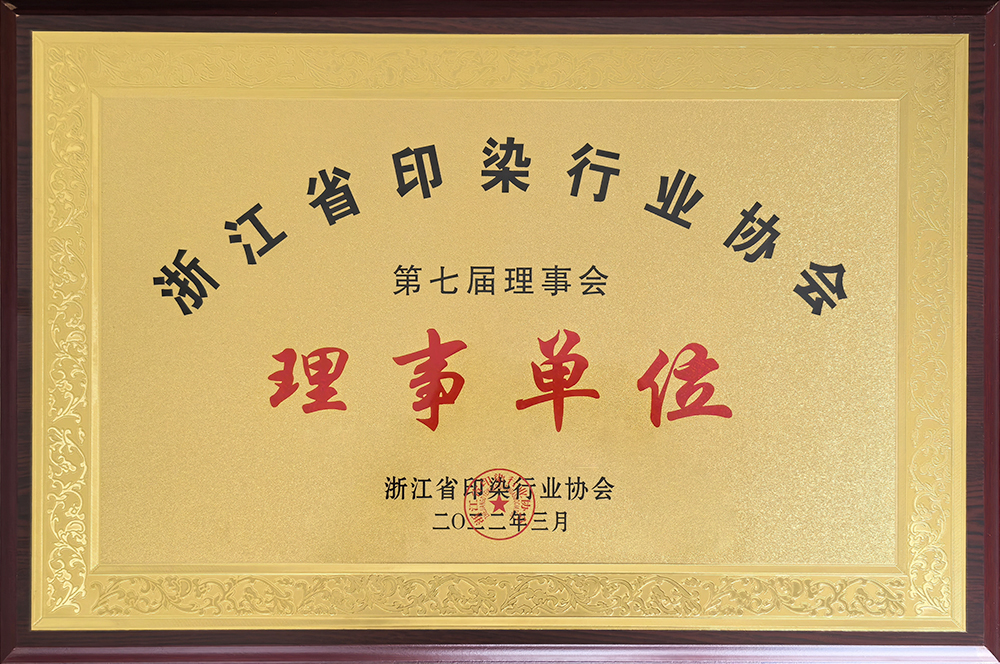 浙江省印染行业协会
第七届理事会
理事单位
浙江省印染行业协会
二〇二二年三月